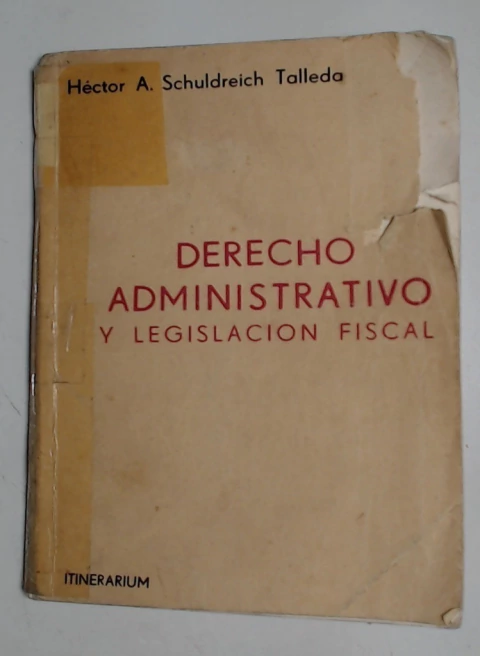 Héctor A. Schuldreich Talleda
DERECHO
ADMINISTRATIVO
Y LEGISLACION FISCAL
ITINERARIUM